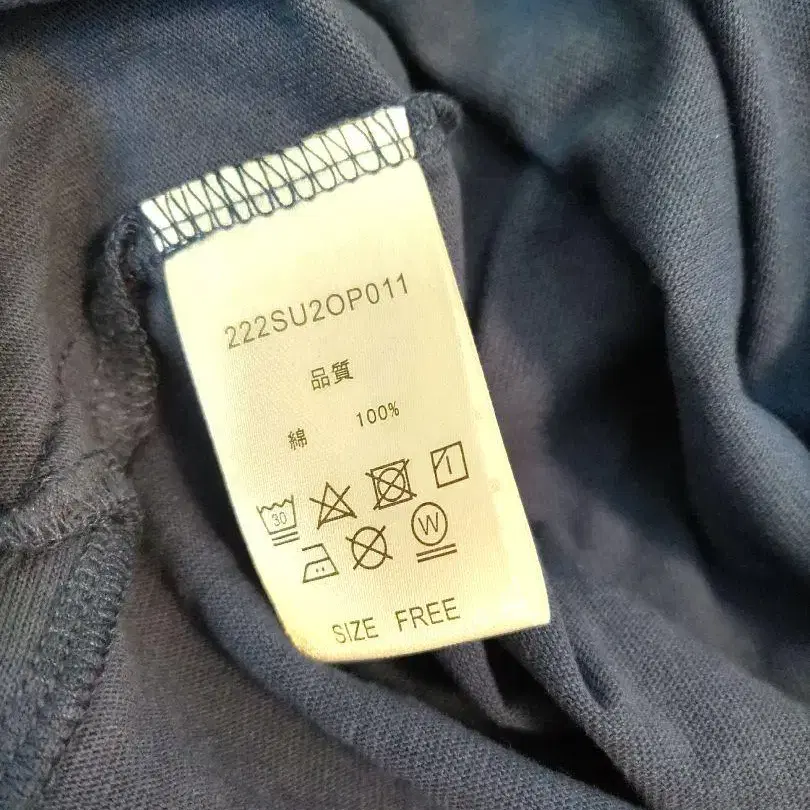 222SU2OP011
品質
綿 100%
30
W
SIZE FREE